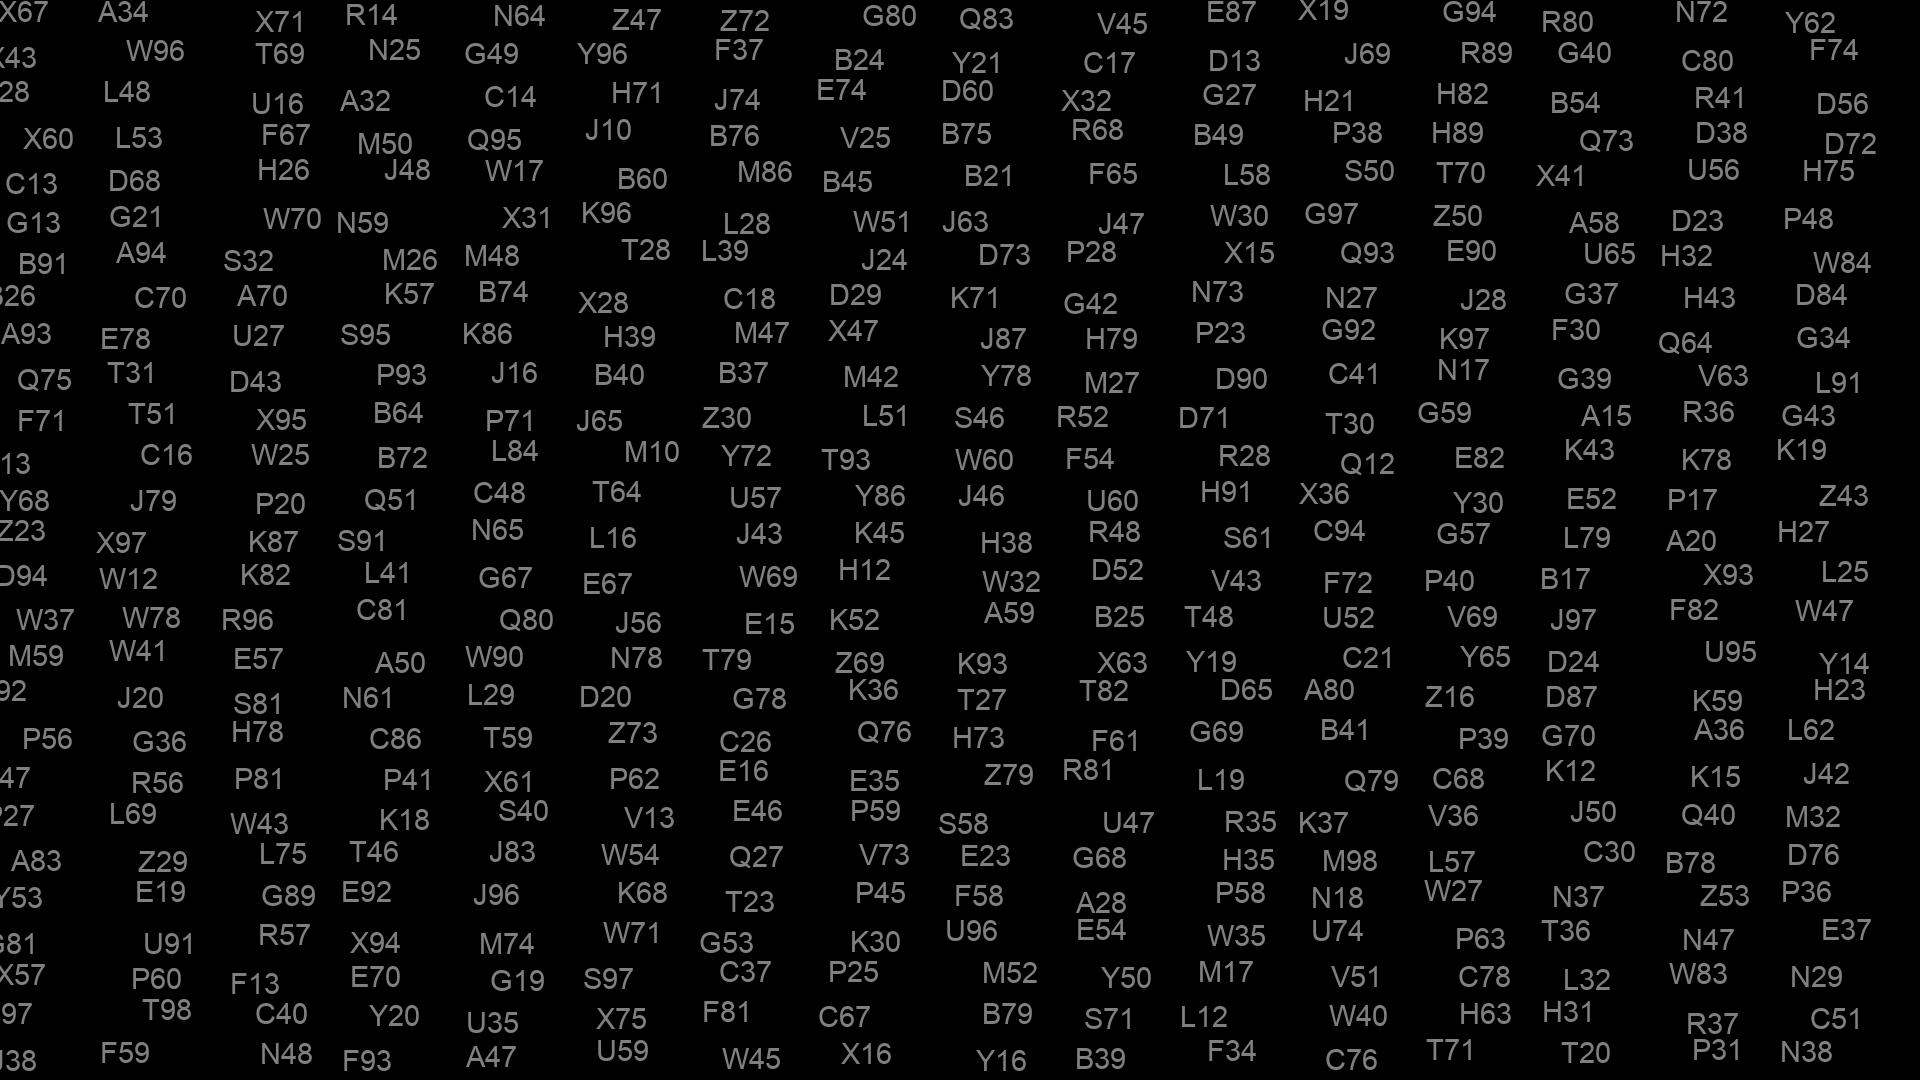 X67 A34 X71 R14 N64 Z47 Z72 G80 Q83 V45 E87 X19 G94 R80 N72 Y62
W96 T69 N25 G49 Y96 F37 B24 Y21 C17 D13 J69 R89 G40 C80 F74
28 L48 U16 A32 C14 H71 J74 E74 D60 X32 G27 H21 H82 B54 R41 D56
X60 L53 F67 M50 Q95 J10 B76 V25 B75 R68 B49 P38 H89 Q73 D38 D72
C13 D68 H26 J48 W17 B60 M86 B45 B21 F65 L58 S50 T70 X41 U56 H75
G13 G21 W70 N59 X31 K96 L28 W51 J63 J47 W30 G97 Z50 A58 D23 P48
B91 A94 S32 M26 M48 T28 L39 J24 D73 P28 X15 Q93 E90 U65 H32 W84
C70 A70 K57 B74 X28 C18 D29 K71 G42 N73 N27 J28 G37 H43 D84
A93 E78 U27 S95 K86 H39 M47 X47 J87 H79 P23 G92 K97 F30 Q64 G34
Q75 T31 D43 P93 J16 B40 B37 M42 Y78 M27 D90 C41 N17 G39 V63 L91
F71 T51 X95 B64 P71 J65 Z30 L51 S46 R52 D71 T30 G59 A15 R36 G43
13 C16 W25 B72 L84 M10 Y72 T93 W60 F54 R28 Q12 E82 K43 K78 K19
Y68 J79 P20 Q51 C48 T64 U57 Y86 J46 U60 H91 X36 Y30 E52 P17 Z43
Z23 X97 K87 S91 N65 L16 J43 K45 H38 R48 S61 C94 G57 L79 A20 H27
D94 W12 K82 L41 G67 E67 W69 H12 W32 D52 V43 F72 P40 B17 X93 L25
W37 W78 R96 C81 Q80 J56 E15 K52 A59 B25 T48 U52 V69 J97 F82 W47
M59 W41 E57 A50 W90 N78 T79 Z69 K93 X63 Y19 C21 Y65 D24 U95 Y14
92 J20 S81 N61 L29 D20 G78 K36 T27 T82 D65 A80 Z16 D87 K59 H23
P56 G36 H78 C86 T59 Z73 C26 Q76 H73 F61 G69 B41 P39 G70 A36 L62
47 R56 P81 P41 X61 P62 E16 E35 Z79 R81 L19 Q79 C68 K12 K15 J42
P27 L69 W43 K18 S40 V13 E46 P59 S58 U47 R35 K37 V36 J50 Q40 M32
A83 Z29 L75 T46 J83 W54 Q27 V73 E23 G68 H35 M98 L57 C30 B78 D76
Y53 E19 G89 E92 J96 K68 T23 P45 F58 A28 P58 N18 W27 N37 Z53 P36
U91 R57 X94 M74 W71 G53 K30 U96 E54 W35 U74 P63 T36 N47 E37
X57 P60 F13 E70 G19 S97 C37 P25 M52 Y50 M17 V51 C78 L32 W83 N29
97 T98 C40 Y20 U35 X75 F81 C67 B79 S71 L12 W40 H63 H31 R37 C51
F59 N48 F93 A47 U59 W45 X16 Y16 B39 F34 C76 T71 T20 P31 N38